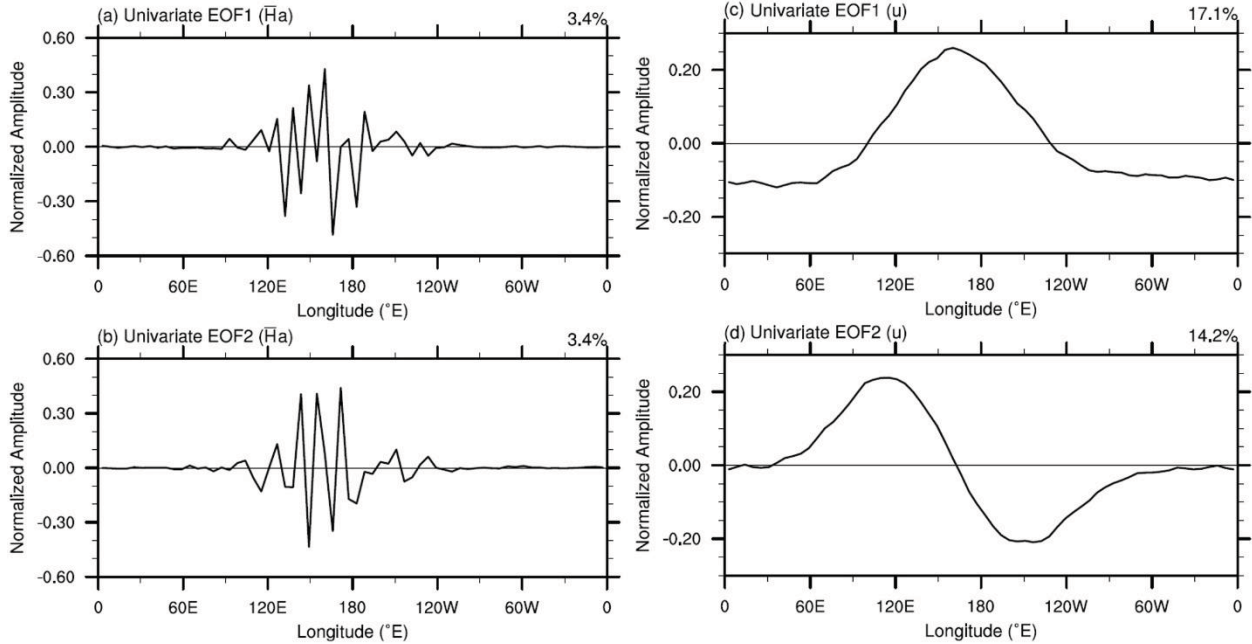 (a) Univariate EOF1 (H̅a) 3.4%
Normalized Amplitude
0.60
0.30
0.00
-0.30
-0.60
0 60E 120E 180 120W 60W 0
Longitude (°E)
(c) Univariate EOF1 (u) 17.1%
Normalized Amplitude
0.20
0.00
-0.20
0 60E 120E 180 120W 60W 0
Longitude (°E)
(b) Univariate EOF2 (H̅a) 3.4%
Normalized Amplitude
0.60
0.30
0.00
-0.30
-0.60
0 60E 120E 180 120W 60W 0
Longitude (°E)
(d) Univariate EOF2 (u) 14.2%
Normalized Amplitude
0.20
0.00
-0.20
0 60E 120E 180 120W 60W 0
Longitude (°E)